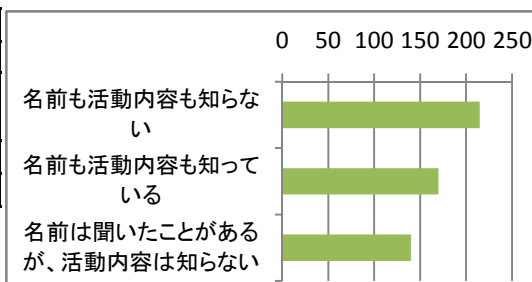 0 50 100 150 200 250
名前も活動内容も知らな
い
名前も活動内容も知って
いる
名前は聞いたことがある
が、活動内容は知らない